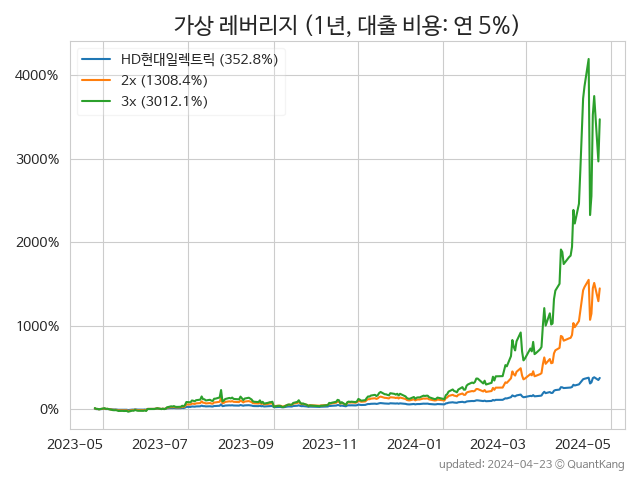 가상 레버리지 (1년, 대출 비용: 연 5%)
HD현대일렉트릭 (352.8%)
2x (1308.4%)
3x (3012.1%)
4000%
3000%
2000%
1000%
0%
2023-05 2023-07 2023-09 2023-11 2024-01 2024-03 2024-05
updated: 2024-04-23 © QuantKang